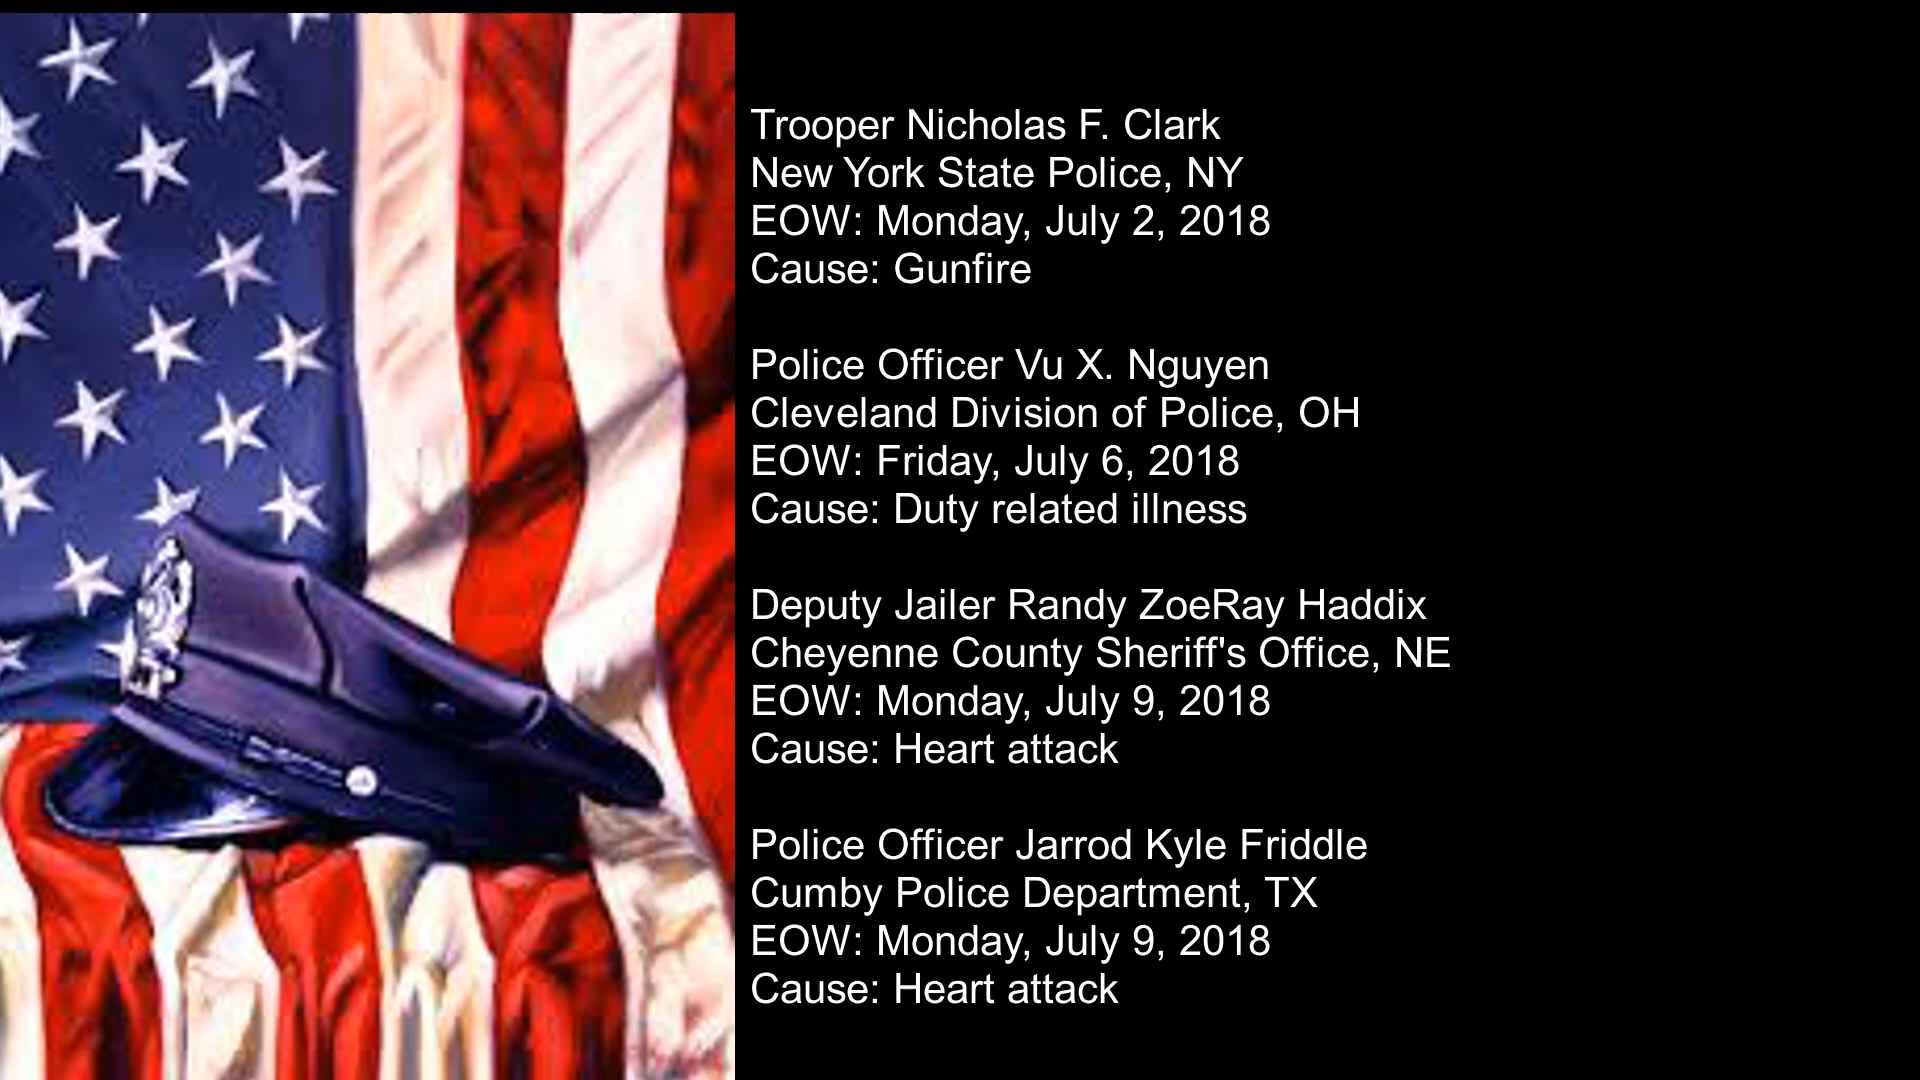 Trooper Nicholas F. Clark
New York State Police, NY
EOW: Monday, July 2, 2018
Cause: Gunfire
Police Officer Vu X. Nguyen
Cleveland Division of Police, OH
EOW: Friday, July 6, 2018
Cause: Duty related illness
Deputy Jailer Randy ZoeRay Haddix
Cheyenne County Sheriff's Office, NE
EOW: Monday, July 9, 2018
Cause: Heart attack
Police Officer Jarrod Kyle Friddle
Cumby Police Department, TX
EOW: Monday, July 9, 2018
Cause: Heart attack